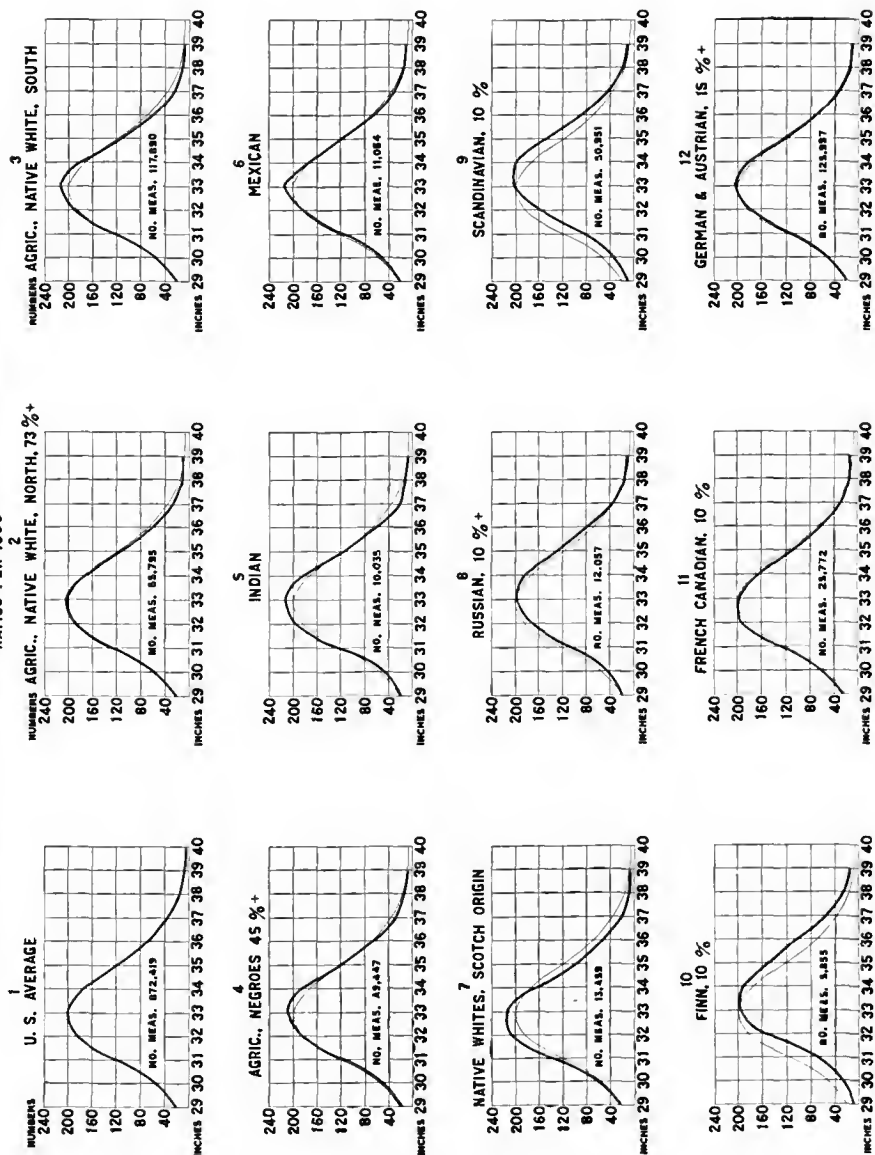 1
U. S. AVERAGE
NUMBERS
240
200
160
120
80
40
NO. MEAS. 872,419
INCHES 29 30 31 32 33 34 35 36 37 38 39 40
2
NUMBERS AGRIC., NATIVE WHITE, NORTH, 73 %+
240
200
160
120
80
40
NO. MEAS. 65,795
INCHES 29 30 31 32 33 34 35 36 37 38 39 40
3
NUMBERS AGRIC., NATIVE WHITE, SOUTH
240
200
160
120
80
40
NO. MEAS. 117,890
INCHES 29 30 31 32 33 34 35 36 37 38 39 40
4
AGRIC., NEGROES 45 %+
240
200
160
120
80
40
NO. MEAS. A9,447
INCHES 29 30 31 32 33 34 35 36 37 38 39 40
5
INDIAN
240
200
160
120
80
40
NO. MEAS. 10,035
INCHES 29 30 31 32 33 34 35 36 37 38 39 40
6
MEXICAN
240
200
160
120
80
40
NO. MEAS. 11,064
INCHES 29 30 31 32 33 34 35 36 37 38 39 40
7
NATIVE WHITES, SCOTCH ORIGIN
240
200
160
120
80
40
NO. MEAS. 13,459
INCHES 29 30 31 32 33 34 35 36 37 38 39 40
8
RUSSIAN, 10 %+
240
200
160
120
80
40
NO. MEAS. 12,057
INCHES 29 30 31 32 33 34 35 36 37 38 39 40
9
SCANDINAVIAN, 10 %
240
200
160
120
80
40
NO. MEAS. 50,951
INCHES 29 30 31 32 33 34 35 36 37 38 39 40
10
FINN, 10 %
240
200
160
120
80
40
NO. MEAS. 5,855
INCHES 29 30 31 32 33 34 35 36 37 38 39 40
11
FRENCH CANADIAN, 10 %
240
200
160
120
80
40
NO. MEAS. 25,772
INCHES 29 30 31 32 33 34 35 36 37 38 39 40
12
GERMAN & AUSTRIAN, 15 %+
240
200
160
120
80
40
NO. MEAS. 125,997
INCHES 29 30 31 32 33 34 35 36 37 38 39 40